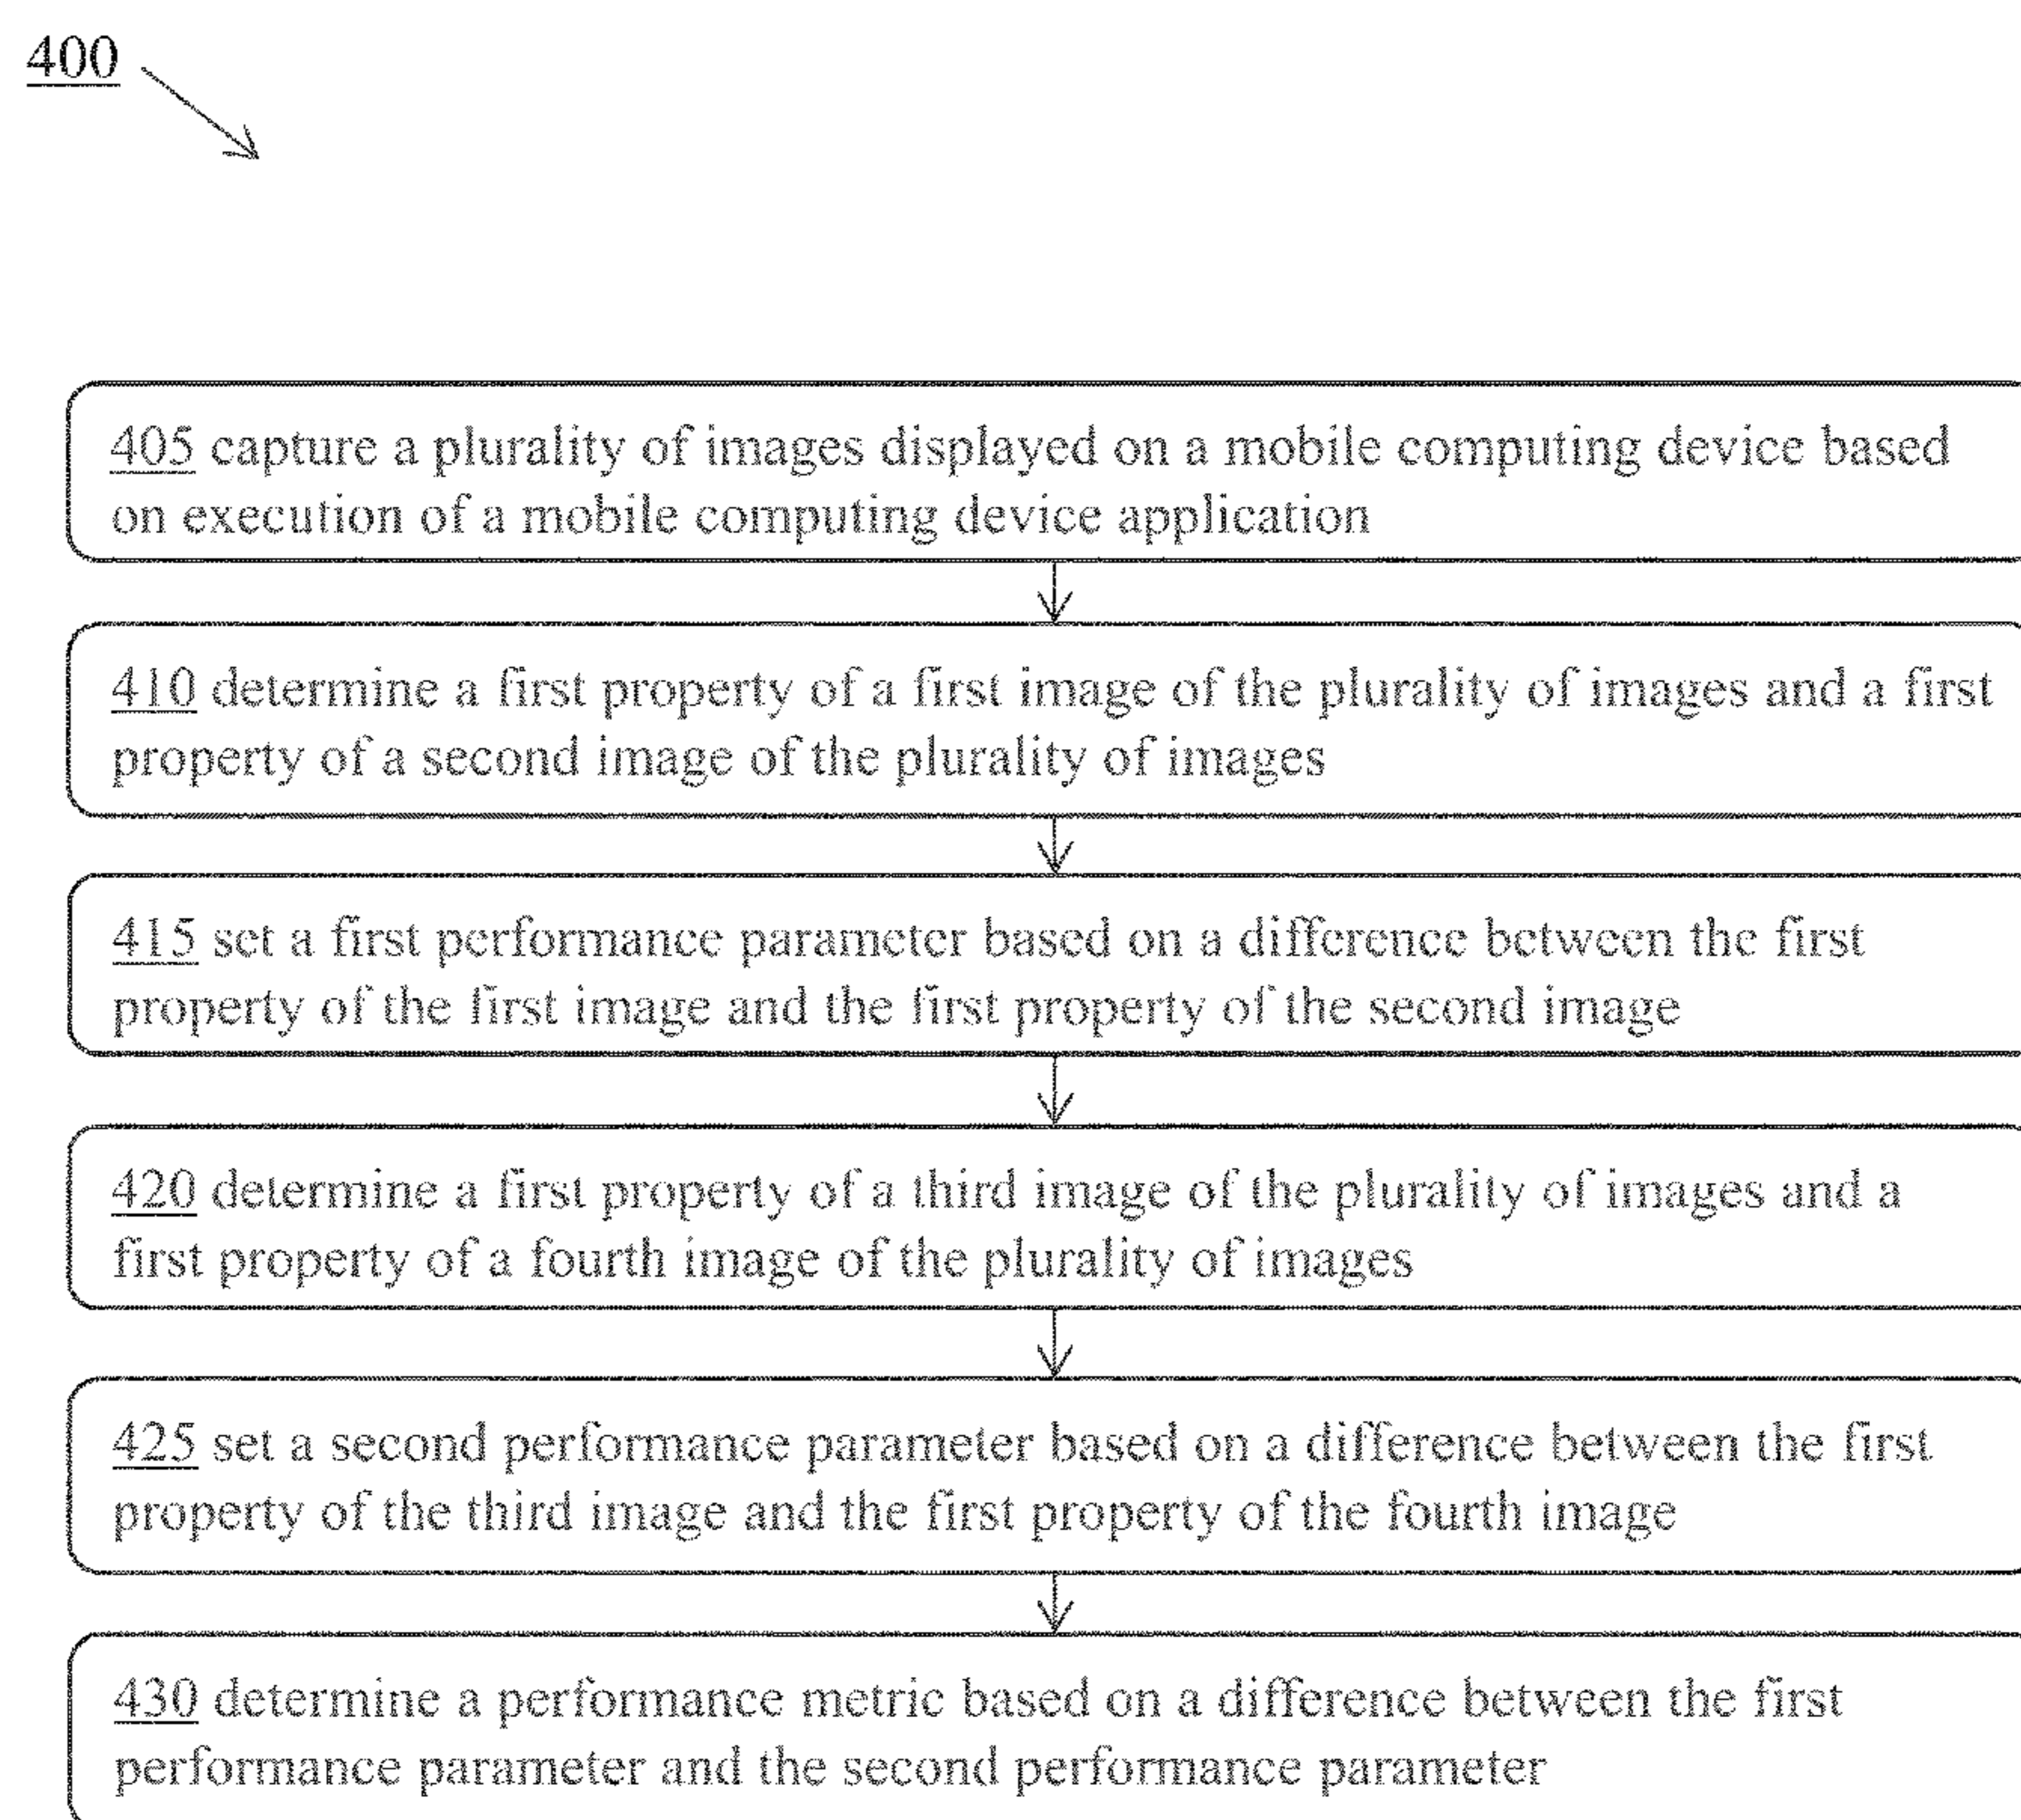 400
405 capture a plurality of images displayed on a mobile computing device based
on execution of a mobile computing device application
410 determine a first property of a first image of the plurality of images and a first
property of a second image of the plurality of images
415 set a first performance parameter based on a difference between the first
property of the first image and the first property of the second image
420 determine a first property of a third image of the plurality of images and a
first property of a fourth image of the plurality of images
425 set a second performance parameter based on a difference between the first
property of the third image and the first property of the fourth image
430 determine a performance metric based on a difference between the first
performance parameter and the second performance parameter